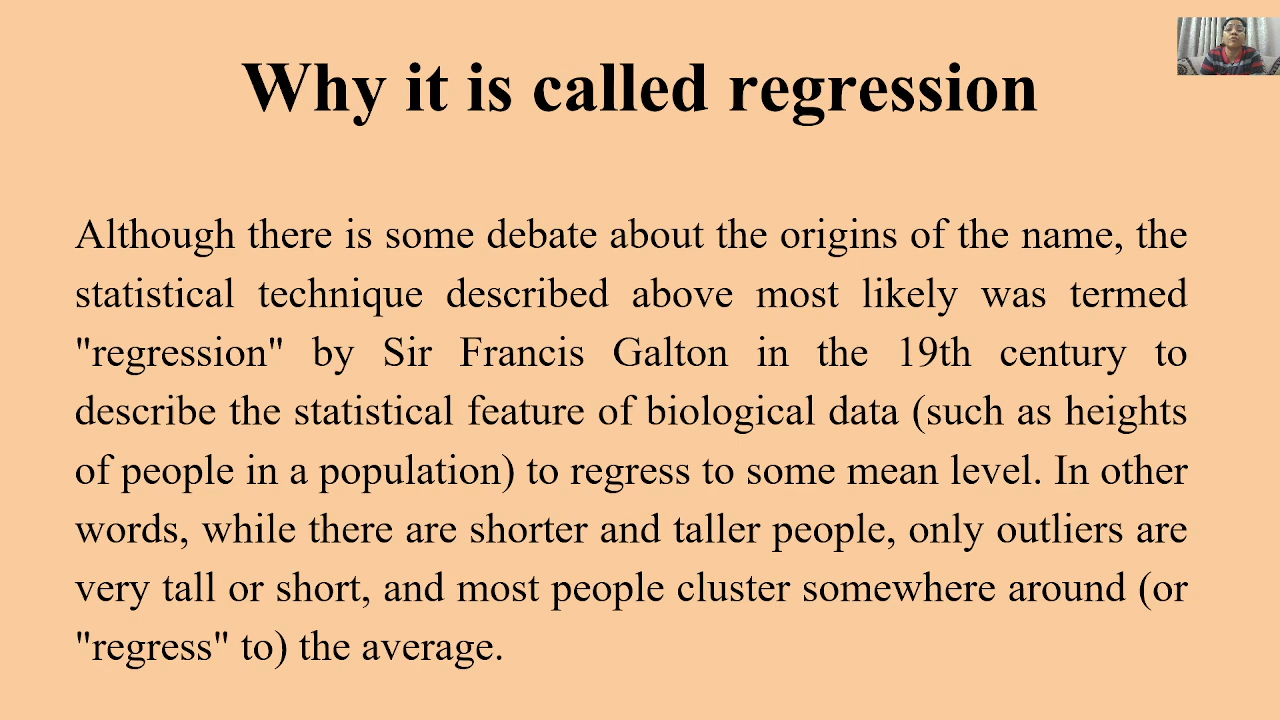 Why it is called regression
Although there is some debate about the origins of the name, the
statistical technique described above most likely was termed
"regression" by Sir Francis Galton in the 19th century to
describe the statistical feature of biological data (such as heights
of people in a population) to regress to some mean level. In other
words, while there are shorter and taller people, only outliers are
very tall or short, and most people cluster somewhere around (or
"regress" to) the average.